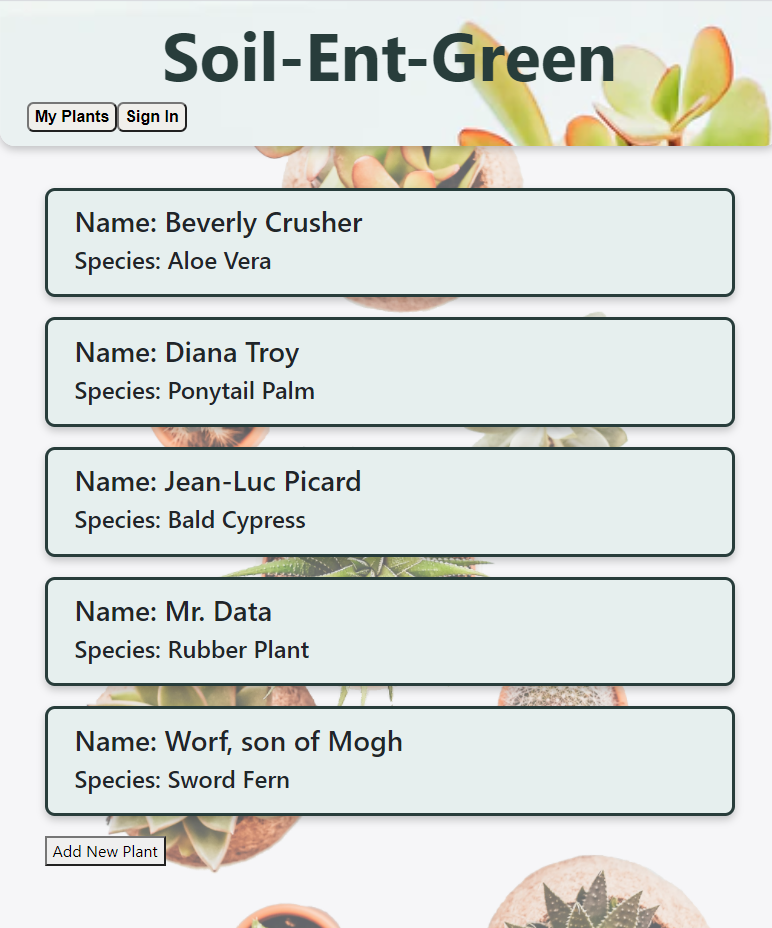 Soil-Ent-Green
My Plants Sign In
Name: Beverly Crusher
Species: Aloe Vera
Name: Diana Troy
Species: Ponytail Palm
Name: Jean-Luc Picard
Species: Bald Cypress
Name: Mr. Data
Species: Rubber Plant
Name: Worf, son of Mogh
Species: Sword Fern
Add New Plant